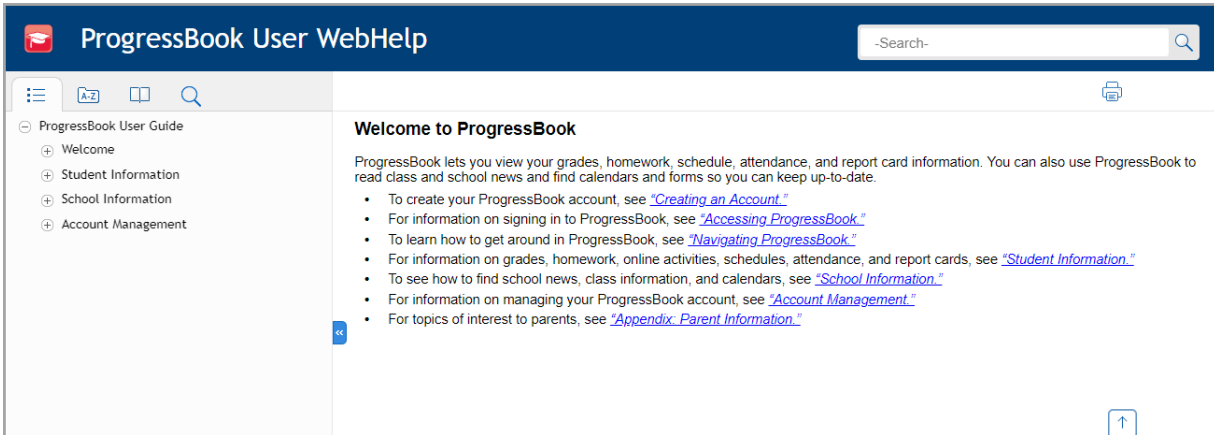 ProgressBook User WebHelp
-Search-
A-Z
ProgressBook User Guide
Welcome
Student Information
School Information
Account Management
Welcome to ProgressBook
ProgressBook lets you view your grades, homework, schedule, attendance, and report card information. You can also use ProgressBook to
read class and school news and find calendars and forms so you can keep up-to-date.
• To create your ProgressBook account, see “Creating an Account.”
• For information on signing in to ProgressBook, see “Accessing ProgressBook.”
• To learn how to get around in ProgressBook, see “Navigating ProgressBook.”
• For information on grades, homework, online activities, schedules, attendance, and report cards, see “Student Information.”
• To see how to find school news, class information, and calendars, see “School Information.”
• For information on managing your ProgressBook account, see “Account Management.”
• For topics of interest to parents, see “Appendix: Parent Information.”